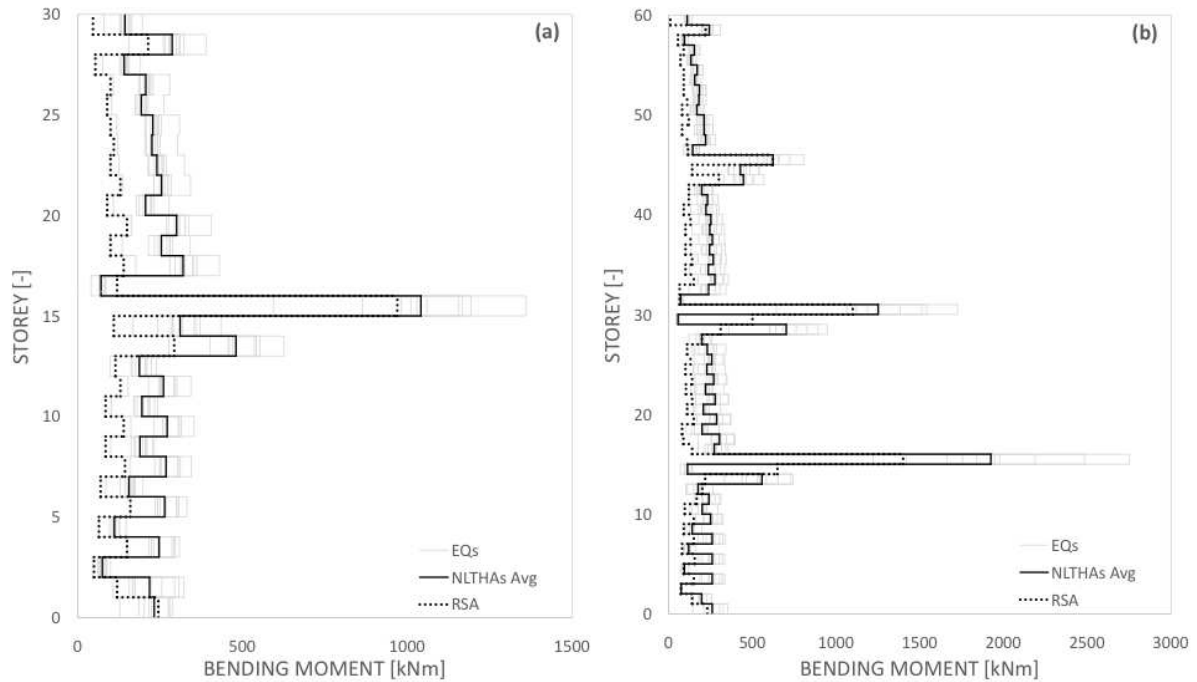 (a)
30
25
20
15
10
5
0
STOREY [-]
EQs
NLTHAs Avg
RSA
0 500 1000 1500
BENDING MOMENT [kNm]
(b)
60
50
40
30
20
10
0
STOREY [-]
EQs
NLTHAs Avg
RSA
0 500 1000 1500 2000 2500 3000
BENDING MOMENT [kNm]